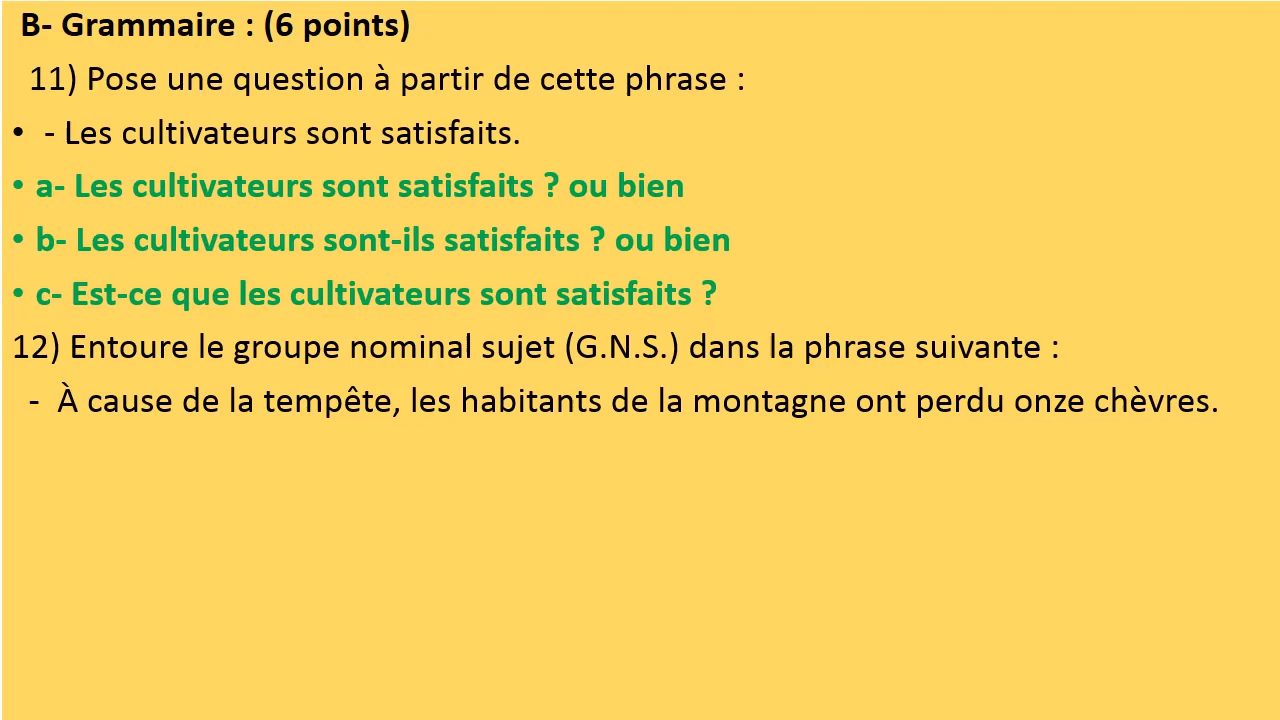 B- Grammaire : (6 points)
11) Pose une question à partir de cette phrase :
• - Les cultivateurs sont satisfaits.
• a- Les cultivateurs sont satisfaits ? ou bien
• b- Les cultivateurs sont-ils satisfaits ? ou bien
• c- Est-ce que les cultivateurs sont satisfaits ?
12) Entoure le groupe nominal sujet (G.N.S.) dans la phrase suivante :
- À cause de la tempête, les habitants de la montagne ont perdu onze chèvres.